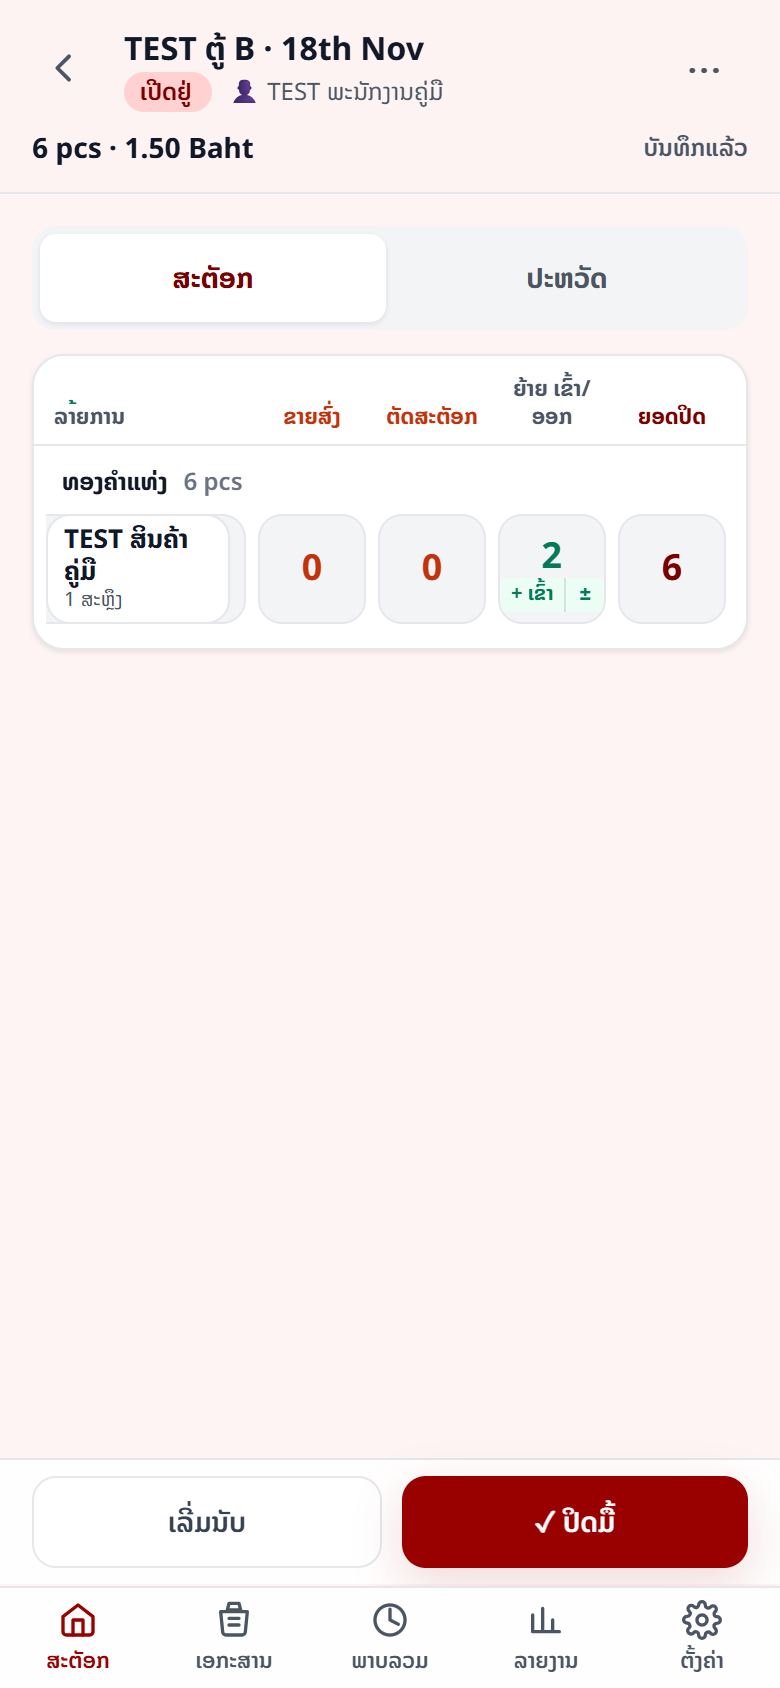 TEST ຕູ້ B · 18th Nov
ເປີດຢູ່ 👤 TEST ພະນັກງານຄູ່ມື
6 pcs · 1.50 Baht
ບັນທຶກແລ້ວ
ສະຕັອກ
ປະຫວັດ
ລາຍການ
ຂາຍສົ່ງ
ຕັດສະຕັອກ
ຍ້າຍ ເຂົ້າ/
ອອກ
ຍອດປິດ
ທອງຄຳແທ່ງ 6 pcs
TEST ສິນຄ້າ
ຄູ່ມື
1 ສະຫຼຶງ
0
0
2
+ ເຂົ້າ
±
6
ເລີ່ມນັບ
✓ ປິດມື້
ສະຕັອກ
ເອກະສານ
ພາບລວມ
ລາຍງານ
ຕັ້ງຄ່າ